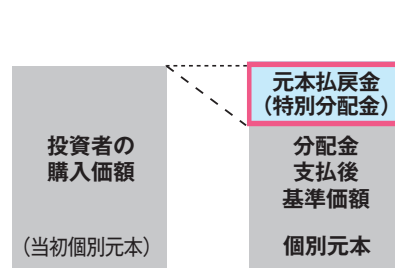 投資者の
購入価額
（当初個別元本）
元本払戻金
（特別分配金）
分配金
支払後
基準価額
個別元本